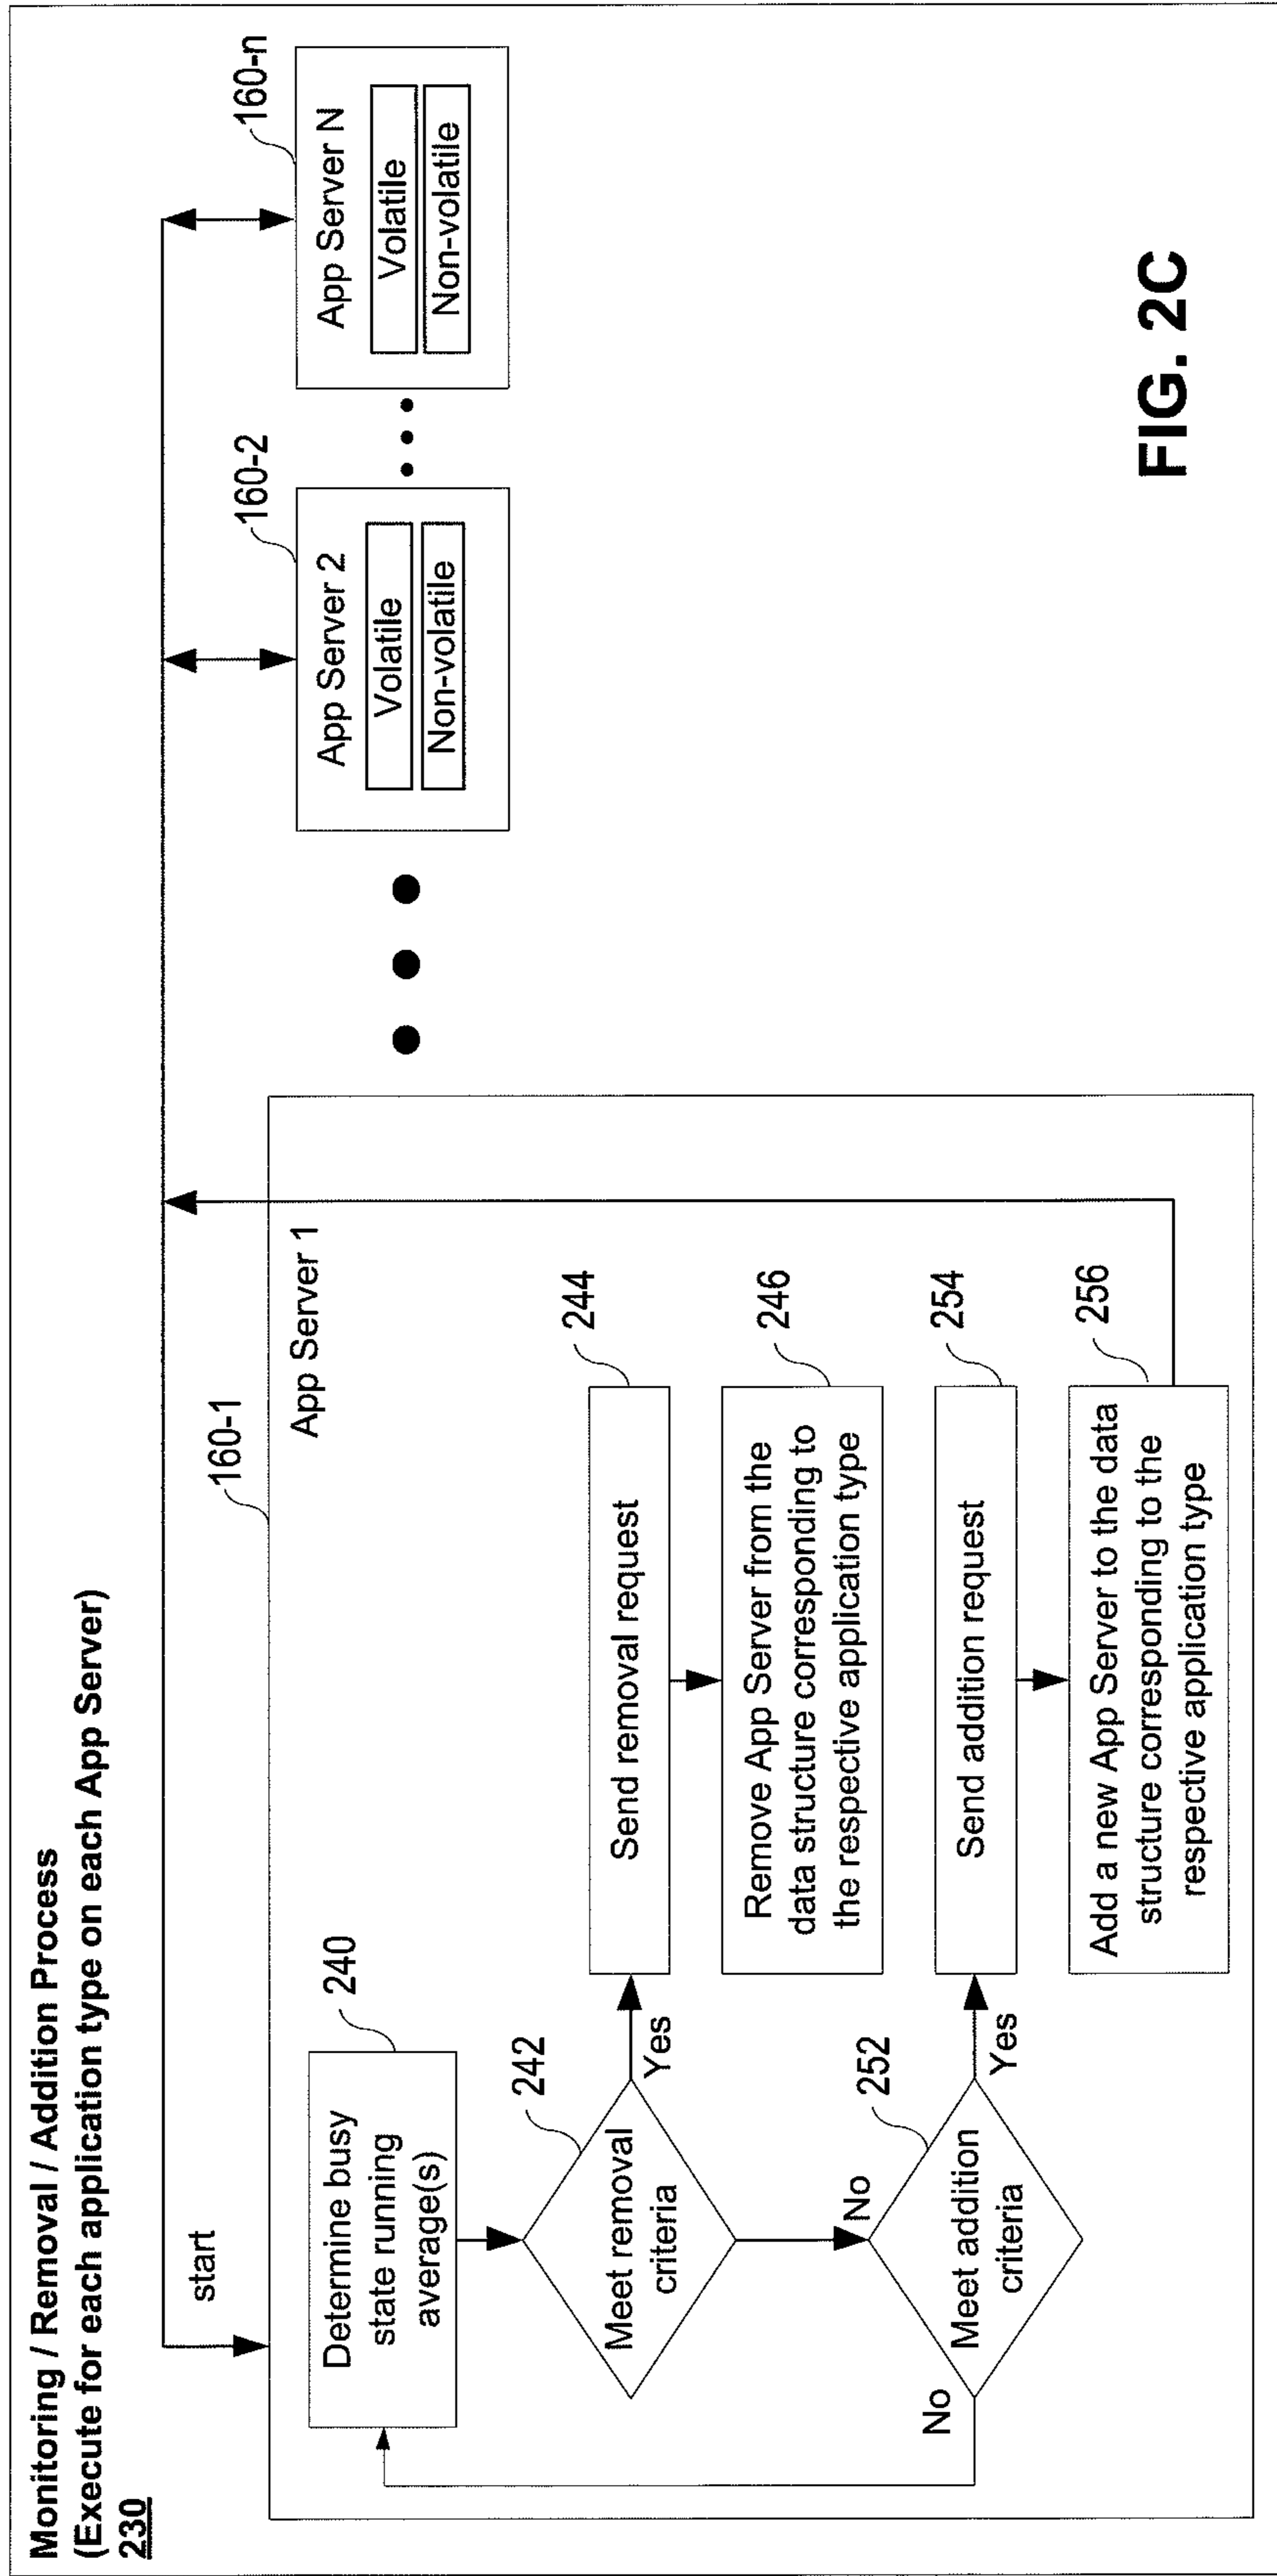 Monitoring / Removal / Addition Process
(Execute for each application type on each App Server)
230
start
160-1
App Server 1
Determine busy
state running
average(s)
240
Meet removal
criteria
242
Yes
Send removal request
244
Remove App Server from the
data structure corresponding to
the respective application type
246
No
Meet addition
criteria
252
No
Yes
Send addition request
254
Add a new App Server to the data
structure corresponding to the
respective application type
256
160-2
App Server 2
Volatile
Non-volatile
160-n
App Server N
Volatile
Non-volatile
FIG. 2C